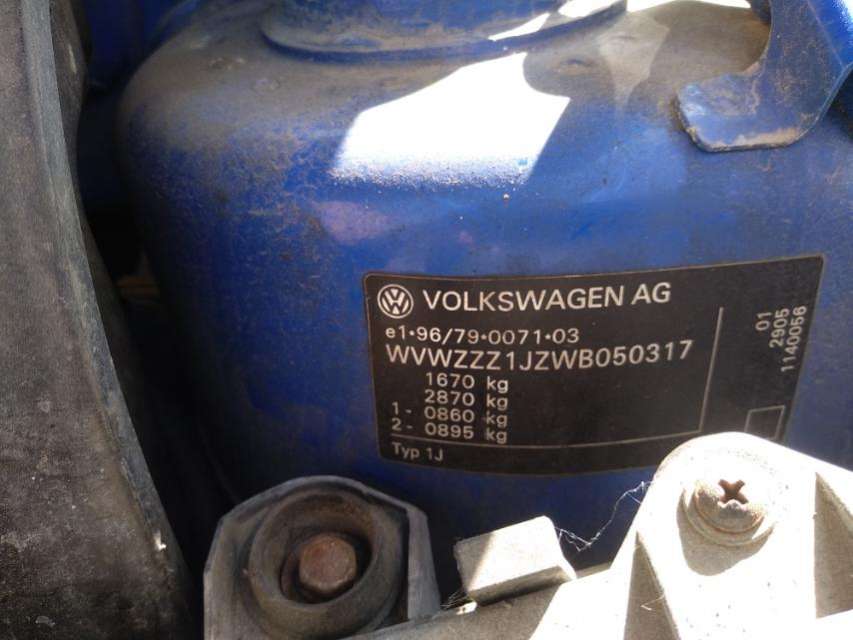 VOLKSWAGEN AG
e1*96/79*0071*03
WVWZZZ1JZWB050317
1670 kg
2870 kg
1- 0860 kg
2- 0895 kg
Typ 1J
01
2905
1140056